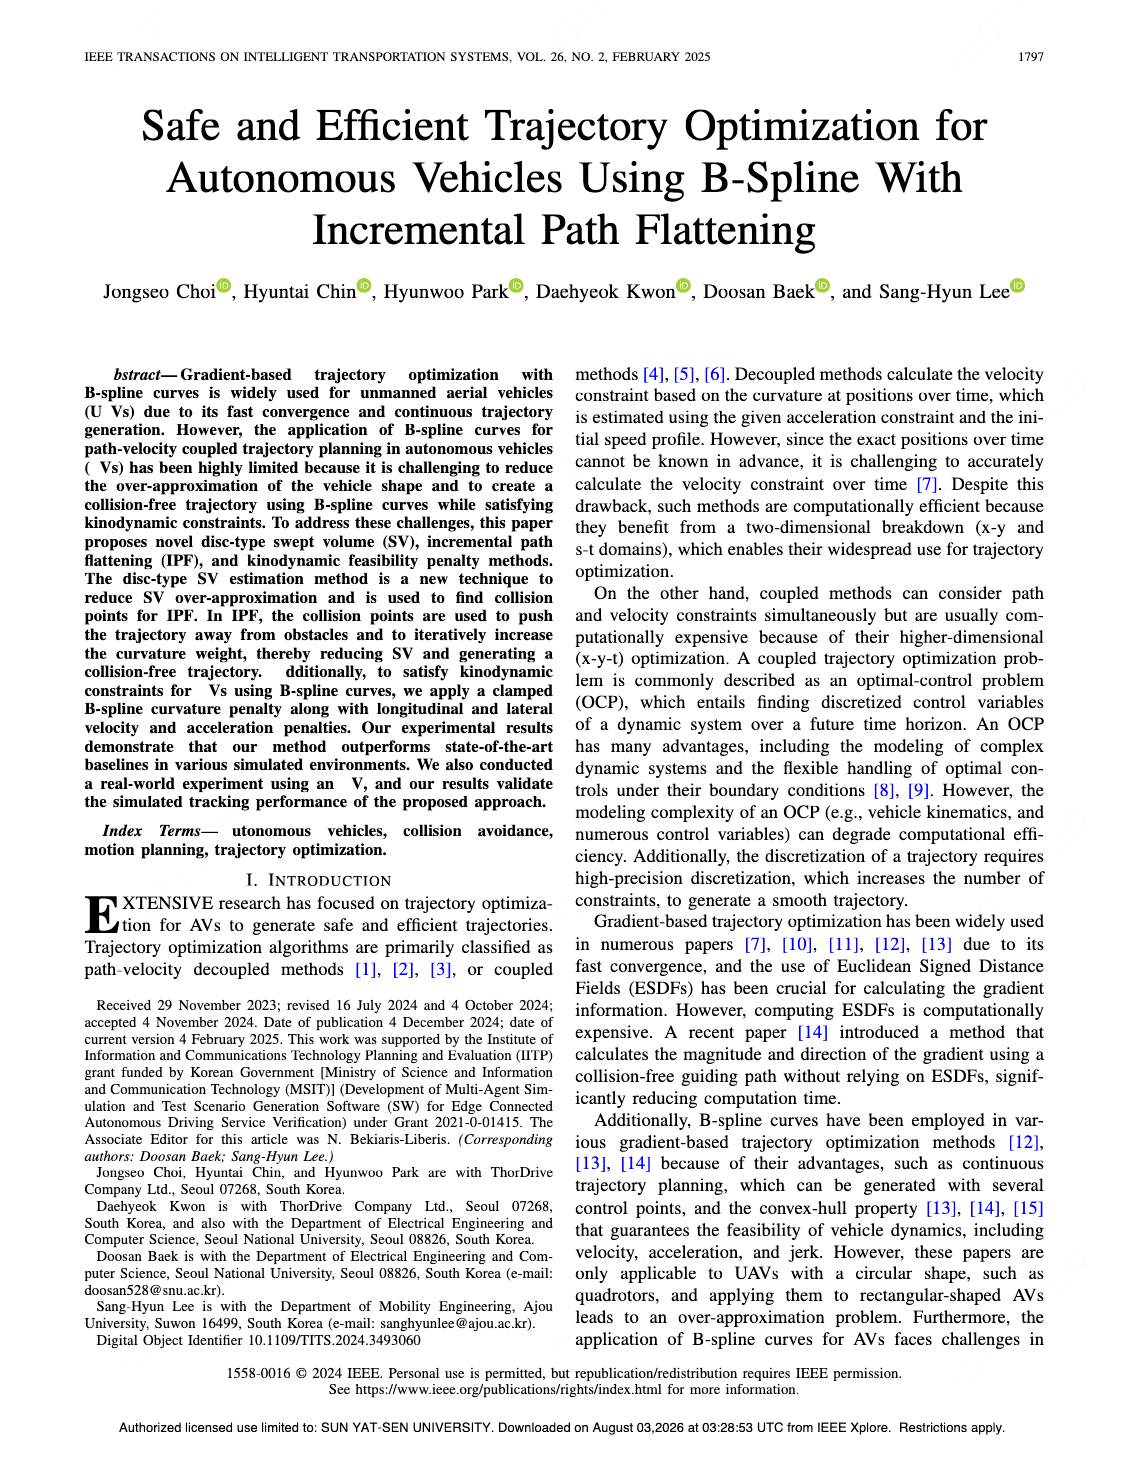 IEEE TRANSACTIONS ON INTELLIGENT TRANSPORTATION SYSTEMS, VOL. 26, NO. 2, FEBRUARY 2025
1797
Safe and Efficient Trajectory Optimization for
Autonomous Vehicles Using B-Spline With
Incremental Path Flattening
Jongseo Choi, Hyuntai Chin, Hyunwoo Park, Daehyeok Kwon, Doosan Baek, and Sang-Hyun Lee
bstract—Gradient-based trajectory optimization with
B-spline curves is widely used for unmanned aerial vehicles
(U Vs) due to its fast convergence and continuous trajectory
generation. However, the application of B-spline curves for
path-velocity coupled trajectory planning in autonomous vehicles
( Vs) has been highly limited because it is challenging to reduce
the over-approximation of the vehicle shape and to create a
collision-free trajectory using B-spline curves while satisfying
kinodynamic constraints. To address these challenges, this paper
proposes novel disc-type swept volume (SV), incremental path
flattening (IPF), and kinodynamic feasibility penalty methods.
The disc-type SV estimation method is a new technique to
reduce SV over-approximation and is used to find collision
points for IPF. In IPF, the collision points are used to push
the trajectory away from obstacles and to iteratively increase
the curvature weight, thereby reducing SV and generating a
collision-free trajectory. dditionally, to satisfy kinodynamic
constraints for Vs using B-spline curves, we apply a clamped
B-spline curvature penalty along with longitudinal and lateral
velocity and acceleration penalties. Our experimental results
demonstrate that our method outperforms state-of-the-art
baselines in various simulated environments. We also conducted
a real-world experiment using an V, and our results validate
the simulated tracking performance of the proposed approach.
Index Terms— utonomous vehicles, collision avoidance,
motion planning, trajectory optimization.
I. INTRODUCTION
EXTENSIVE research has focused on trajectory optimiza-
tion for AVs to generate safe and efficient trajectories.
Trajectory optimization algorithms are primarily classified as
path-velocity decoupled methods [1], [2], [3], or coupled
Received 29 November 2023; revised 16 July 2024 and 4 October 2024;
accepted 4 November 2024. Date of publication 4 December 2024; date of
current version 4 February 2025. This work was supported by the Institute of
Information and Communications Technology Planning and Evaluation (IITP)
grant funded by Korean Government [Ministry of Science and Information
and Communication Technology (MSIT)] (Development of Multi-Agent Sim-
ulation and Test Scenario Generation Software (SW) for Edge Connected
Autonomous Driving Service Verification) under Grant 2021-0-01415. The
Associate Editor for this article was N. Bekiaris-Liberis. (Corresponding
authors: Doosan Baek; Sang-Hyun Lee.)
Jongseo Choi, Hyuntai Chin, and Hyunwoo Park are with ThorDrive
Company Ltd., Seoul 07268, South Korea.
Daehyeok Kwon is with ThorDrive Company Ltd., Seoul 07268,
South Korea, and also with the Department of Electrical Engineering and
Computer Science, Seoul National University, Seoul 08826, South Korea.
Doosan Baek is with the Department of Electrical Engineering and Com-
puter Science, Seoul National University, Seoul 08826, South Korea (e-mail:
doosan528@snu.ac.kr).
Sang-Hyun Lee is with the Department of Mobility Engineering, Ajou
University, Suwon 16499, South Korea (e-mail: sanghyunlee@ajou.ac.kr).
Digital Object Identifier 10.1109/TITS.2024.3493060
methods [4], [5], [6]. Decoupled methods calculate the velocity
constraint based on the curvature at positions over time, which
is estimated using the given acceleration constraint and the ini-
tial speed profile. However, since the exact positions over time
cannot be known in advance, it is challenging to accurately
calculate the velocity constraint over time [7]. Despite this
drawback, such methods are computationally efficient because
they benefit from a two-dimensional breakdown (x-y and
s-t domains), which enables their widespread use for trajectory
optimization.
On the other hand, coupled methods can consider path
and velocity constraints simultaneously but are usually com-
putationally expensive because of their higher-dimensional
(x-y-t) optimization. A coupled trajectory optimization prob-
lem is commonly described as an optimal-control problem
(OCP), which entails finding discretized control variables
of a dynamic system over a future time horizon. An OCP
has many advantages, including the modeling of complex
dynamic systems and the flexible handling of optimal con-
trols under their boundary conditions [8], [9]. However, the
modeling complexity of an OCP (e.g., vehicle kinematics, and
numerous control variables) can degrade computational effi-
ciency. Additionally, the discretization of a trajectory requires
high-precision discretization, which increases the number of
constraints, to generate a smooth trajectory.
Gradient-based trajectory optimization has been widely used
in numerous papers [7], [10], [11], [12], [13] due to its
fast convergence, and the use of Euclidean Signed Distance
Fields (ESDFs) has been crucial for calculating the gradient
information. However, computing ESDFs is computationally
expensive. A recent paper [14] introduced a method that
calculates the magnitude and direction of the gradient using a
collision-free guiding path without relying on ESDFs, signif-
icantly reducing computation time.
Additionally, B-spline curves have been employed in var-
ious gradient-based trajectory optimization methods [12],
[13], [14] because of their advantages, such as continuous
trajectory planning, which can be generated with several
control points, and the convex-hull property [13], [14], [15]
that guarantees the feasibility of vehicle dynamics, including
velocity, acceleration, and jerk. However, these papers are
only applicable to UAVs with a circular shape, such as
quadrotors, and applying them to rectangular-shaped AVs
leads to an over-approximation problem. Furthermore, the
application of B-spline curves for AVs faces challenges in
1558-0016 © 2024 IEEE. Personal use is permitted, but republication/redistribution requires IEEE permission.
See https://www.ieee.org/publications/rights/index.html for more information.
Authorized licensed use limited to: SUN YAT-SEN UNIVERSITY. Downloaded on August 03,2026 at 03:28:53 UTC from IEEE Xplore. Restrictions apply.